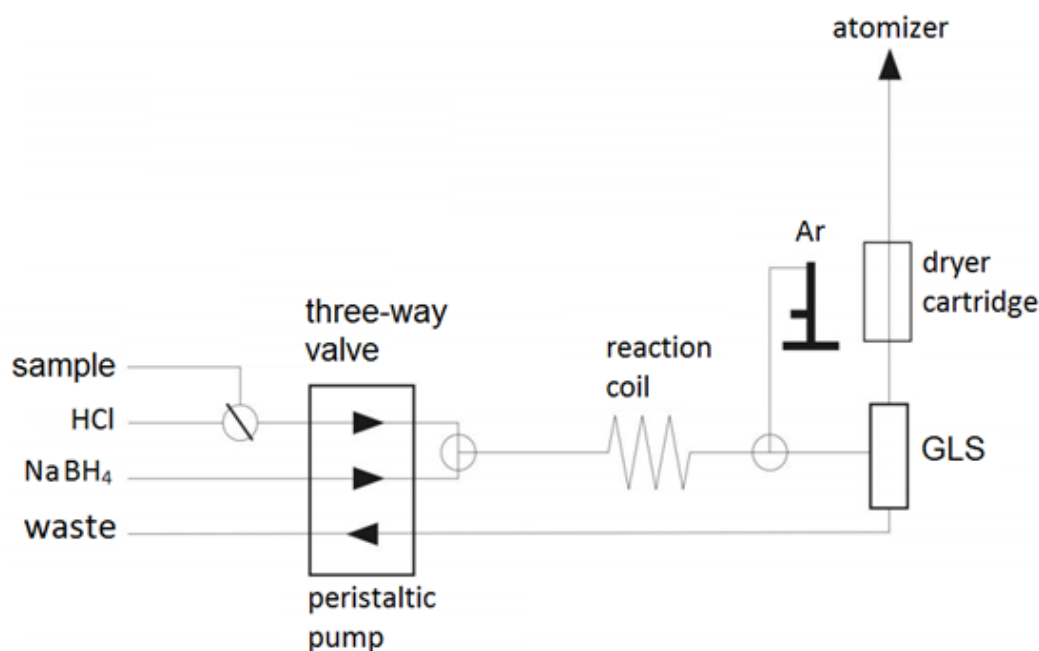 atomizer
Ar
dryer
cartridge
three-way
valve
reaction
coil
sample
HCl
NaBH₄
GLS
waste
peristaltic
pump